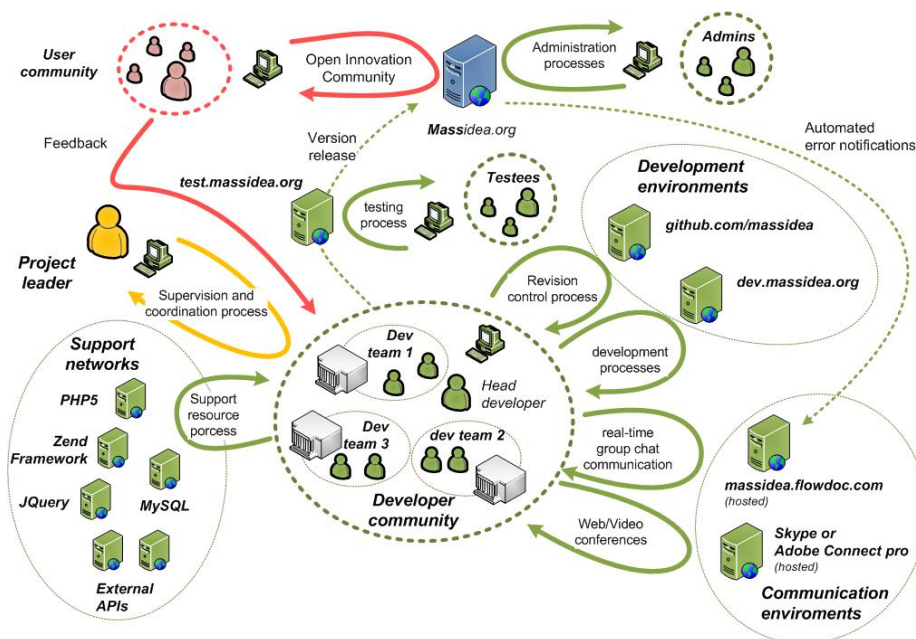 User
community
Open Innovation
Community
Administration
processes
Admins
Massidea.org
Feedback
Version
release
Automated
error notifications
test.massidea.org
Testees
testing
process
Development
environments
github.com/massidea
dev.massidea.org
Project
leader
Supervision and
coordination process
Revision
control process
Support
networks
PHP5
Zend
Framework
JQuery
MySQL
External
APIs
Support
resource
porcess
Dev
team 1
Head
developer
Dev
team 3
dev team 2
Developer
community
development
processes
real-time
group chat
communication
Web/Video
conferences
massidea.flowdoc.com
(hosted)
Skype or
Adobe Connect pro
(hosted)
Communication
enviroments